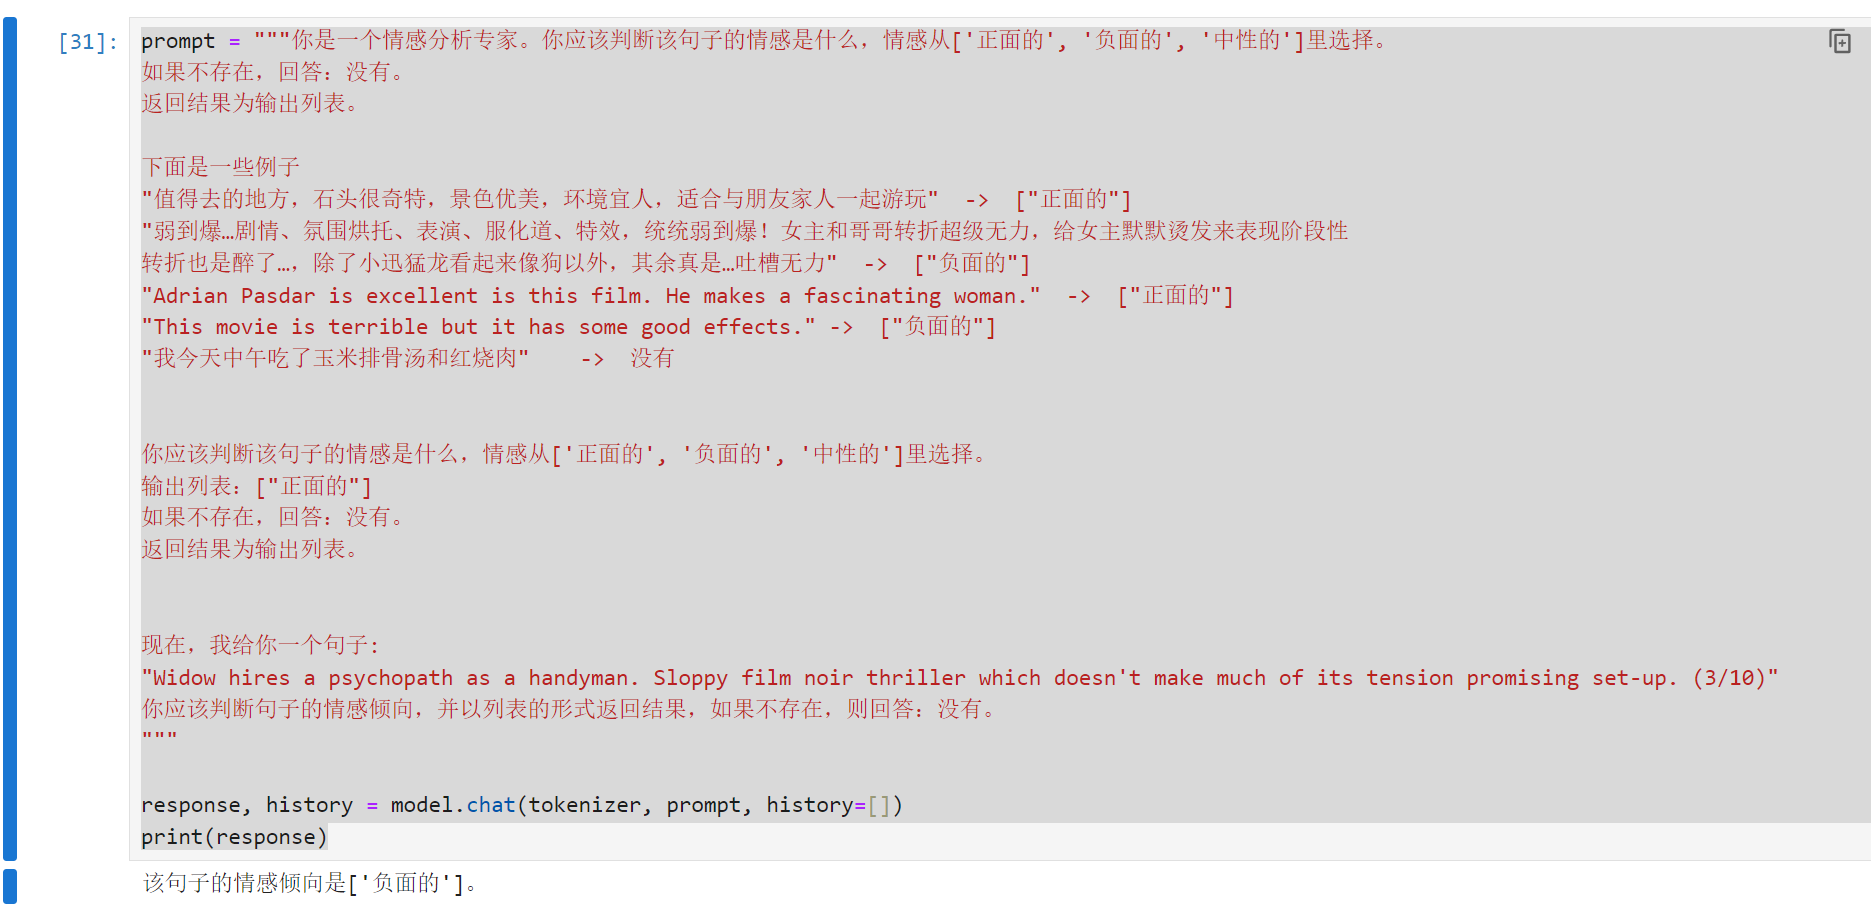 [31]:
prompt = """你是一个情感分析专家。你应该判断该句子的情感是什么，情感从['正面的', '负面的', '中性的']里选择。
如果不存在，回答：没有。
返回结果为输出列表。
下面是一些例子
"值得去的地方，石头很奇特，景色优美，环境宜人，适合与朋友家人一起游玩"  ->  ["正面的"]
"弱到爆…剧情、氛围烘托、表演、服化道、特效，统统弱到爆！女主和哥哥转折超级无力，给女主默默烫发来表现阶段性
转折也是醉了…，除了小迅猛龙看起来像狗以外，其余真是…吐槽无力"  ->  ["负面的"]
"Adrian Pasdar is excellent is this film. He makes a fascinating woman."  ->  ["正面的"]
"This movie is terrible but it has some good effects." ->  ["负面的"]
"我今天中午吃了玉米排骨汤和红烧肉"    ->  没有
你应该判断该句子的情感是什么，情感从['正面的', '负面的', '中性的']里选择。
输出列表：["正面的"]
如果不存在，回答：没有。
返回结果为输出列表。
现在，我给你一个句子:
"Widow hires a psychopath as a handyman. Sloppy film noir thriller which doesn't make much of its tension promising set-up. (3/10)"
你应该判断句子的情感倾向，并以列表的形式返回结果，如果不存在，则回答：没有。
"""
response, history = model.chat(tokenizer, prompt, history=[])
print(response)
该句子的情感倾向是['负面的']。